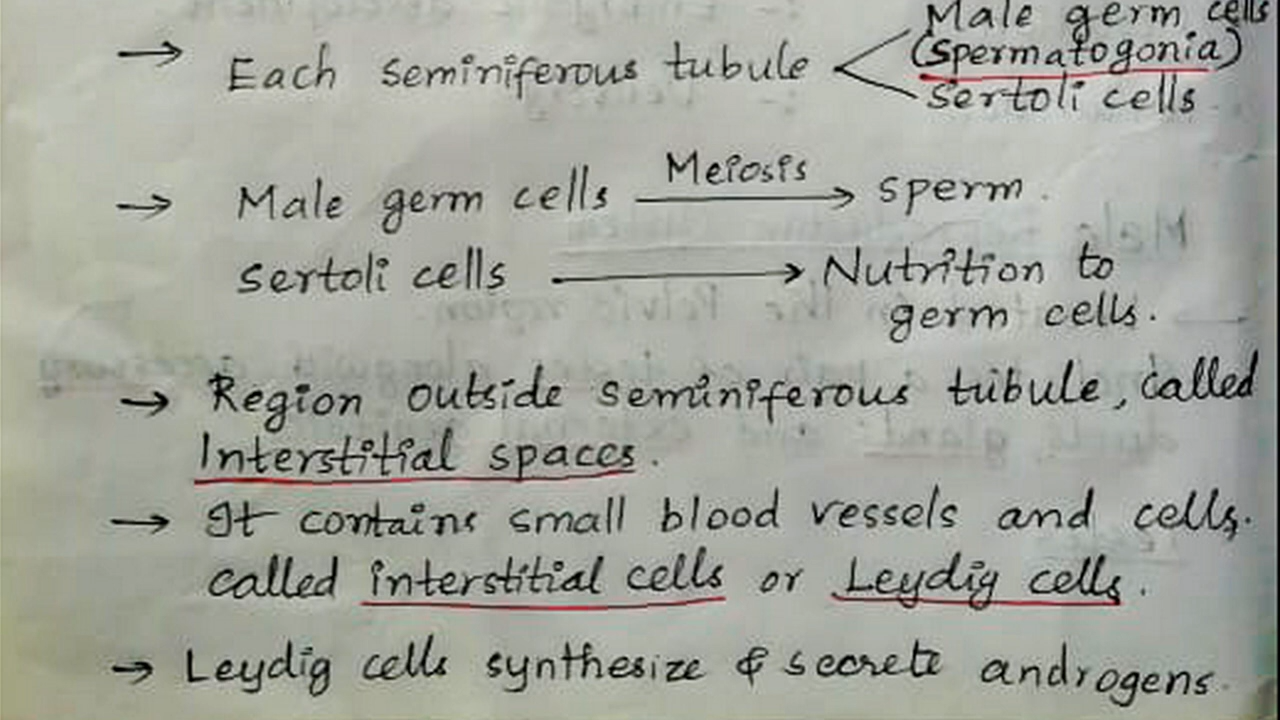 Male germ cells
→ Each seminiferous tubule < (spermatogonia)
sertoli cells
→ Male germ cells Meiosis → sperm.
sertoli cells → Nutrition to
germ cells.
→ Region outside seminiferous tubule, called
Interstitial spaces.
→ It contains small blood vessels and cells.
called interstitial cells or Leydig cells.
→ Leydig cells synthesize & secrete androgens.